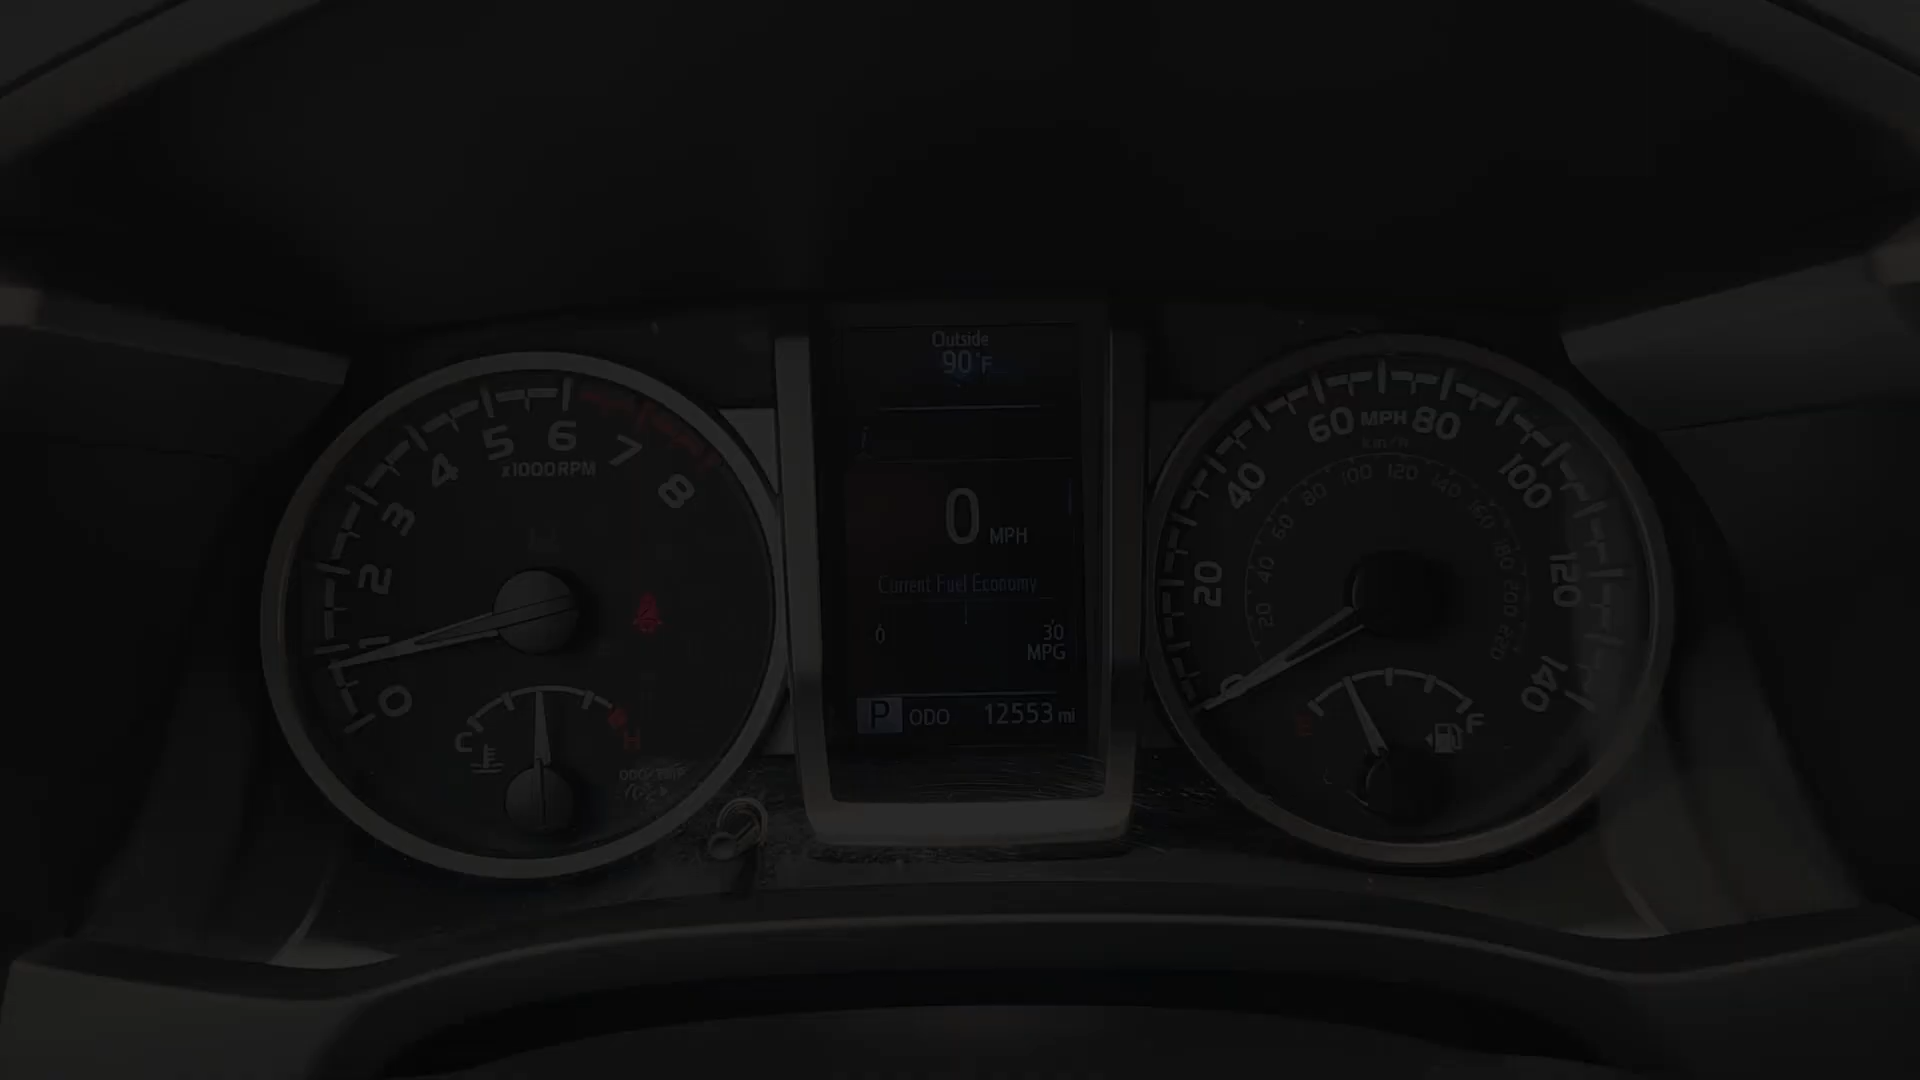 Outside
90°F
0 MPH
Current Fuel Economy
0 30
MPG
P ODO 12553 mi
0 1 2 3 4 5 6 7 8
x1000RPM
C H
0 20 40 60 MPH 80 100 120 140
km/h
20 40 60 80 100 120 140 160 180 200 220
F